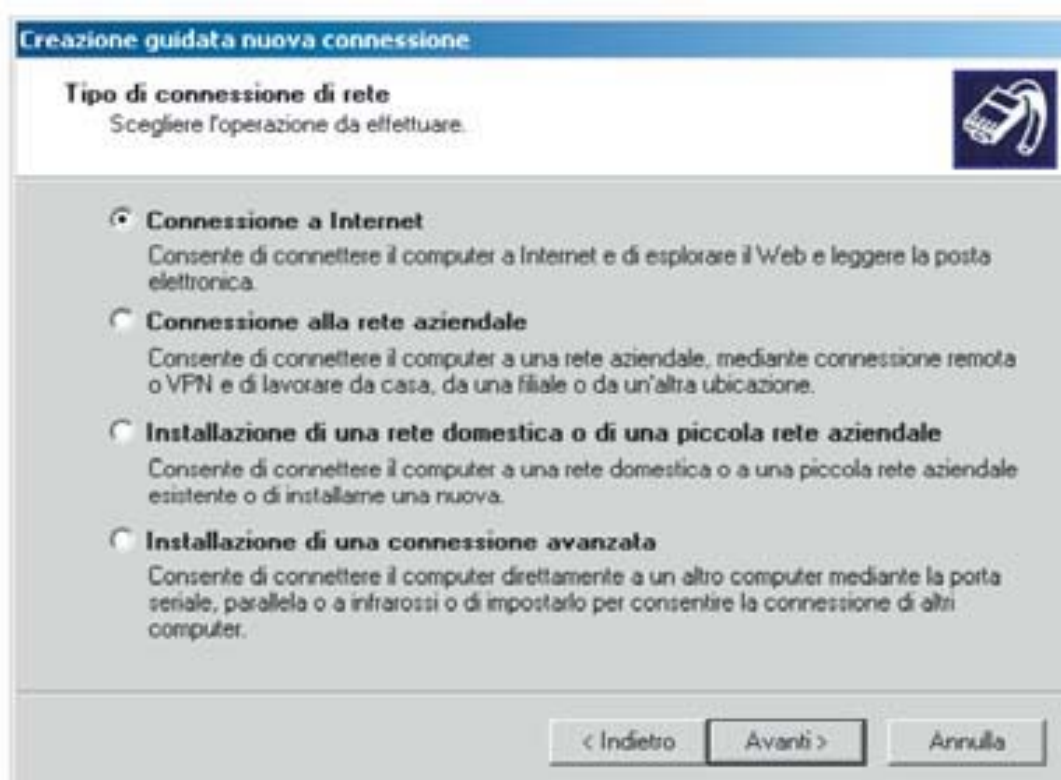 Creazione guidata nuova connessione
Tipo di connessione di rete
Scegliere l'operazione da effettuare.
Connessione a Internet
Consente di connettere il computer a Internet e di esplorare il Web e leggere la posta
elettronica.
Connessione alla rete aziendale
Consente di connettere il computer a una rete aziendale, mediante connessione remota
o VPN e di lavorare da casa, da una filiale o da un'altra ubicazione.
Installazione di una rete domestica o di una piccola rete aziendale
Consente di connettere il computer a una rete domestica o a una piccola rete aziendale
esistente o di installarne una nuova.
Installazione di una connessione avanzata
Consente di connettere il computer direttamente a un altro computer mediante la porta
seriale, parallela o a infrarossi o di impostarlo per consentire la connessione di altri
computer.
< Indietro
Avanti >
Annulla